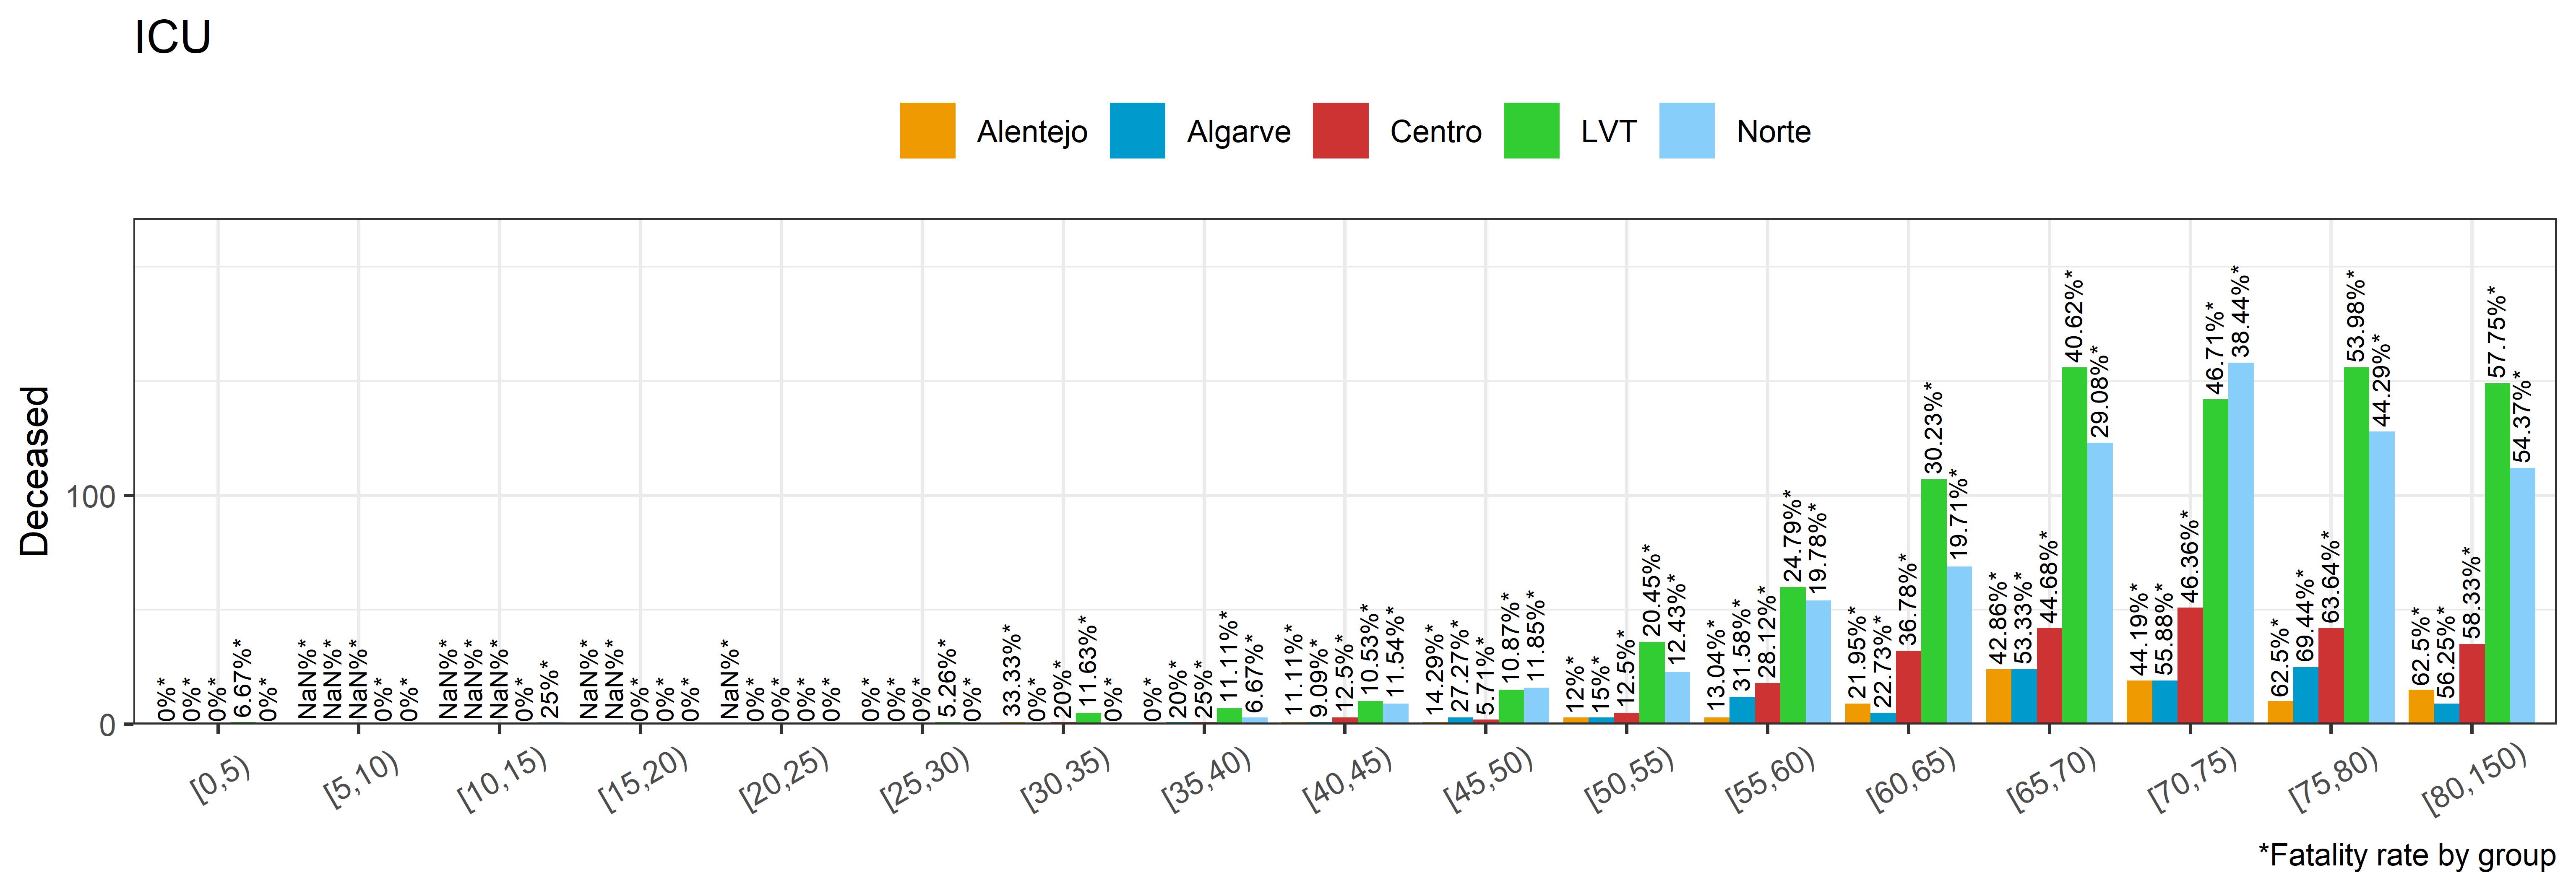 ICU
Alentejo Algarve Centro LVT Norte
Deceased
100
0
0%* 0%* 0%* 6.67%* 0%*
NaN%* NaN%* NaN%* 0%* 0%*
NaN%* NaN%* NaN%* 0%* 25%*
NaN%* NaN%* 0%* 0%* 0%*
NaN%* 0%* 0%* 0%* 0%*
0%* 0%* 0%* 5.26%* 0%*
33.33%* 0%* 20%* 11.63%* 0%*
0%* 20%* 25%* 11.11%* 6.67%*
11.11%* 9.09%* 12.5%* 10.53%* 11.54%*
14.29%* 27.27%* 5.71%* 10.87%* 11.85%*
12%* 15%* 12.5%* 20.45%* 12.43%*
13.04%* 31.58%* 28.12%* 24.79%* 19.78%*
21.95%* 22.73%* 36.78%* 30.23%* 19.71%*
42.86%* 53.33%* 44.68%* 40.62%* 29.08%*
44.19%* 55.88%* 46.36%* 46.71%* 38.44%*
62.5%* 69.44%* 63.64%* 53.98%* 44.29%*
62.5%* 56.25%* 58.33%* 57.75%* 54.37%*
[0,5) [5,10) [10,15) [15,20) [20,25) [25,30) [30,35) [35,40) [40,45) [45,50) [50,55) [55,60) [60,65) [65,70) [70,75) [75,80) [80,150)
*Fatality rate by group